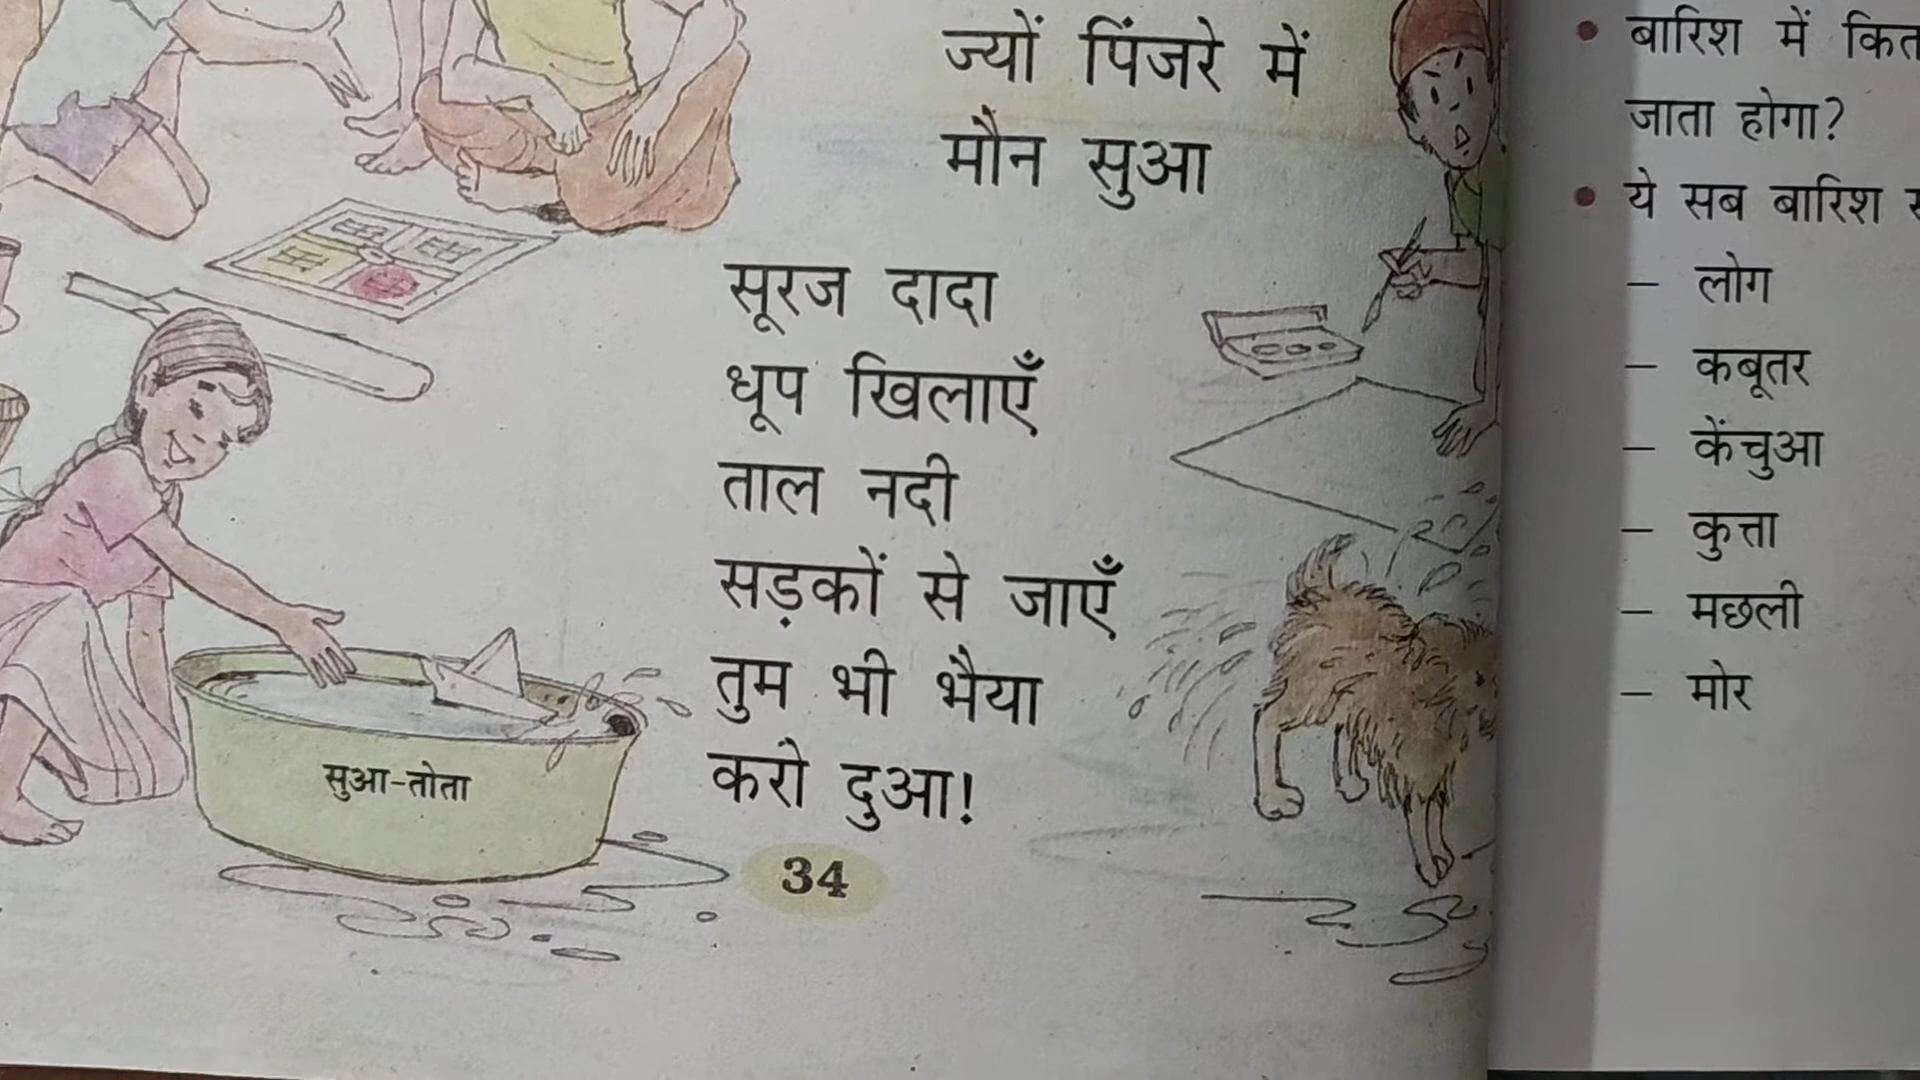 ज्यों पिंजरे में
मौन सुआ
सूरज दादा
धूप खिलाएँ
ताल नदी
सड़कों से जाएँ
तुम भी भैया
करो दुआ!
सुआ-तोता
34
• बारिश में
जाता होगा?
• ये सब बारिश
– लोग
– कबूतर
– केंचुआ
– कुत्ता
– मछली
– मोर